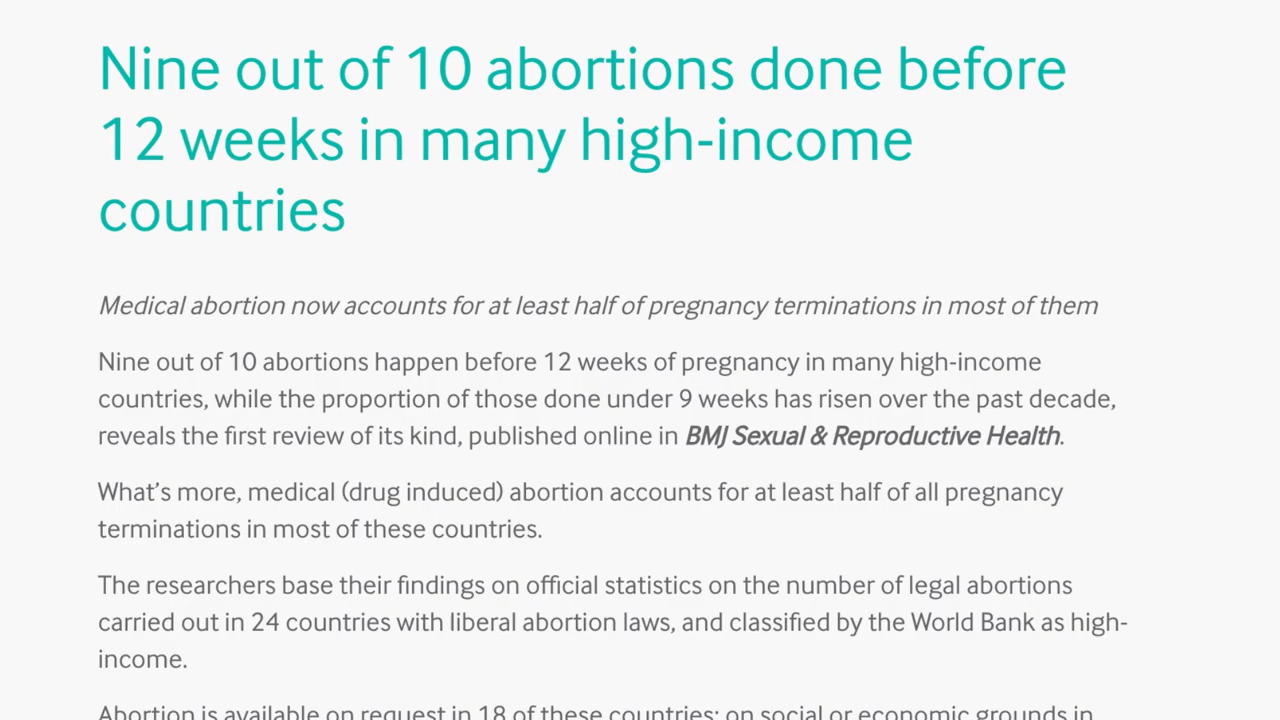 Nine out of 10 abortions done before
12 weeks in many high-income
countries
Medical abortion now accounts for at least half of pregnancy terminations in most of them
Nine out of 10 abortions happen before 12 weeks of pregnancy in many high-income
countries, while the proportion of those done under 9 weeks has risen over the past decade,
reveals the first review of its kind, published online in BMJ Sexual & Reproductive Health.
What’s more, medical (drug induced) abortion accounts for at least half of all pregnancy
terminations in most of these countries.
The researchers base their findings on official statistics on the number of legal abortions
carried out in 24 countries with liberal abortion laws, and classified by the World Bank as high-
income.
Abortion is available on request in 18 of these countries; on social or economic grounds in